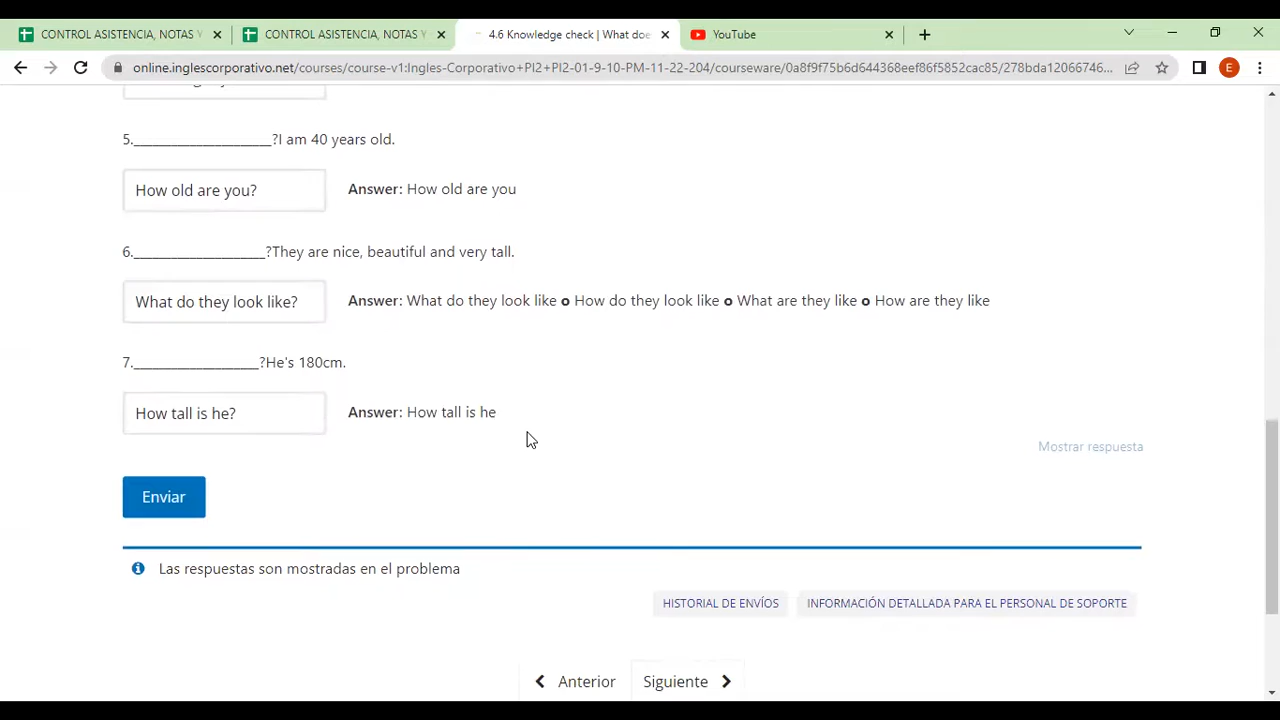 CONTROL ASISTENCIA, NOTAS Y
CONTROL ASISTENCIA, NOTAS Y
4.6 Knowledge check | What doe
YouTube
online.inglescorporativo.net/courses/course-v1:Ingles-Corporativo+PI2+PI2-01-9-10-PM-11-22-204/courseware/0a8f9f75b6d644368eef86f5852cac85/278bda12066746...
E
5.______________________?I am 40 years old.
How old are you?
Answer: How old are you
6._____________________?They are nice, beautiful and very tall.
What do they look like?
Answer: What do they look like o How do they look like o What are they like o How are they like
7.____________________?He's 180cm.
How tall is he?
Answer: How tall is he
Mostrar respuesta
Enviar
Las respuestas son mostradas en el problema
HISTORIAL DE ENVÍOS
INFORMACIÓN DETALLADA PARA EL PERSONAL DE SOPORTE
Anterior
Siguiente